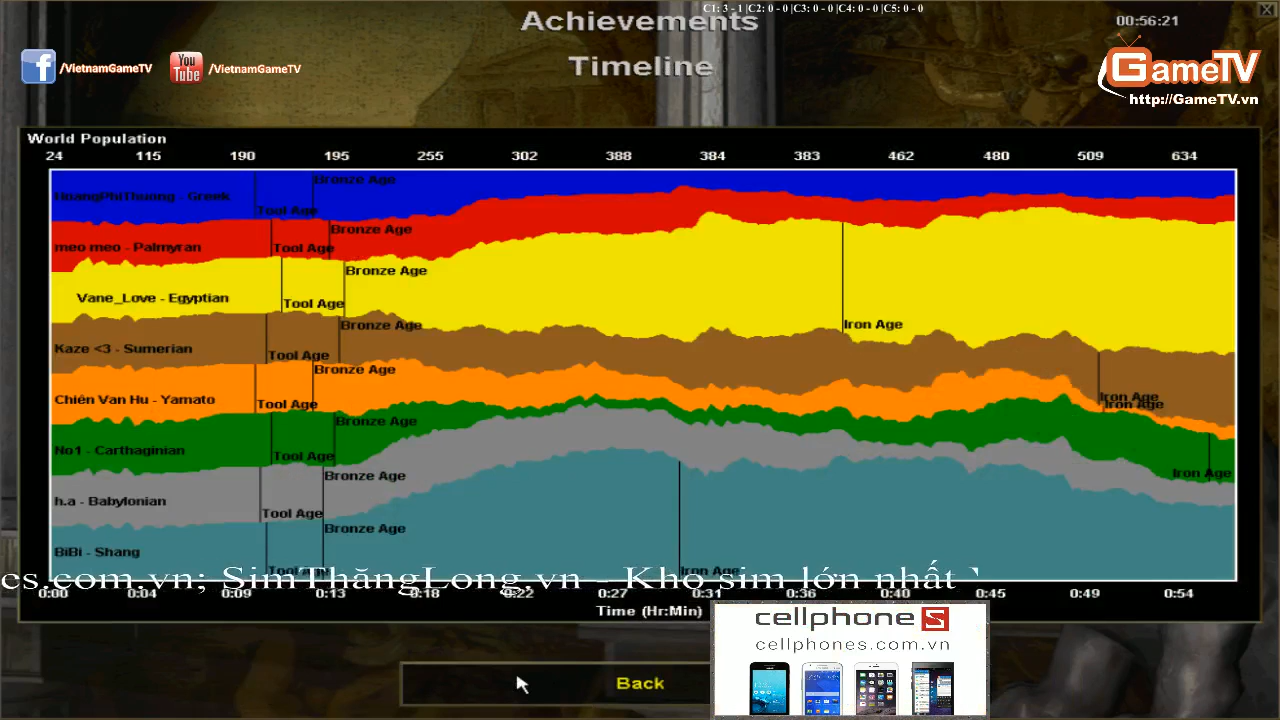 C1: 3 - 1 |C2: 0 - 0 |C3: 0 - 0 |C4: 0 - 0 |C5: 0 - 0
Achievements
00:56:21
Timeline
/VietnamGameTV
You Tube
/VietnamGameTV
GameTV
http://GameTV.vn
World Population
24 115 190 195 255 302 388 384 383 462 480 509 634
HoangPhiThuong - Greek
Tool Age
Bronze Age
meo meo - Palmyran
Tool Age
Bronze Age
Vane_Love - Egyptian
Tool Age
Bronze Age
Iron Age
Kaze <3 - Sumerian
Tool Age
Bronze Age
Iron Age
Chiên Van Hu - Yamato
Tool Age
Bronze Age
Iron Age
No1 - Carthaginian
Tool Age
Bronze Age
Iron Age
h.a - Babylonian
Tool Age
Bronze Age
BiBi - Shang
Tool Age
Bronze Age
Iron Age
cs.com.vn; SimThăngLong.vn - Kho sim lớn nhất
0:00 0:04 0:09 0:13 0:18 0:22 0:27 0:31 0:36 0:40 0:45 0:49 0:54
Time (Hr:Min)
cellphone S
cellphones.com.vn
Back